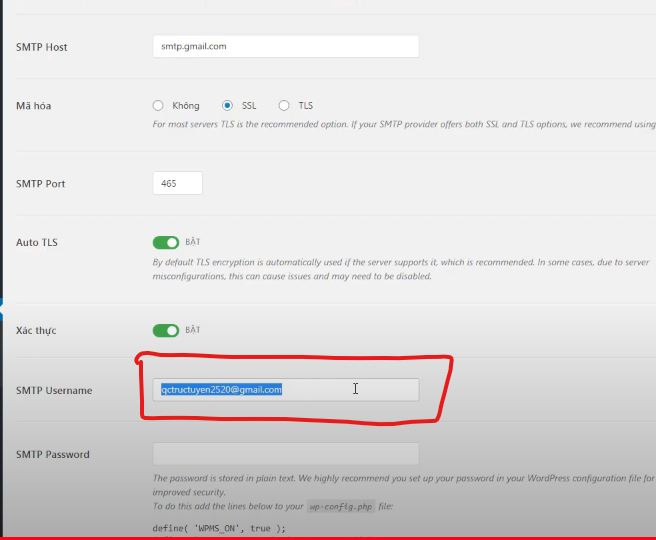 SMTP Host
smtp.gmail.com
Mã hóa
Không SSL TLS
For most servers TLS is the recommended option. If your SMTP provider offers both SSL and TLS options, we recommend using
SMTP Port
465
Auto TLS
BẬT
By default TLS encryption is automatically used if the server supports it, which is recommended. In some cases, due to server
misconfigurations, this can cause issues and may need to be disabled.
Xác thực
BẬT
SMTP Username
qctructuyen2520@gmail.com
SMTP Password
The password is stored in plain text. We highly recommend you set up your password in your WordPress configuration file for
improved security.
To do this add the lines below to your wp-config.php file:
define( 'WPMS_ON', true );